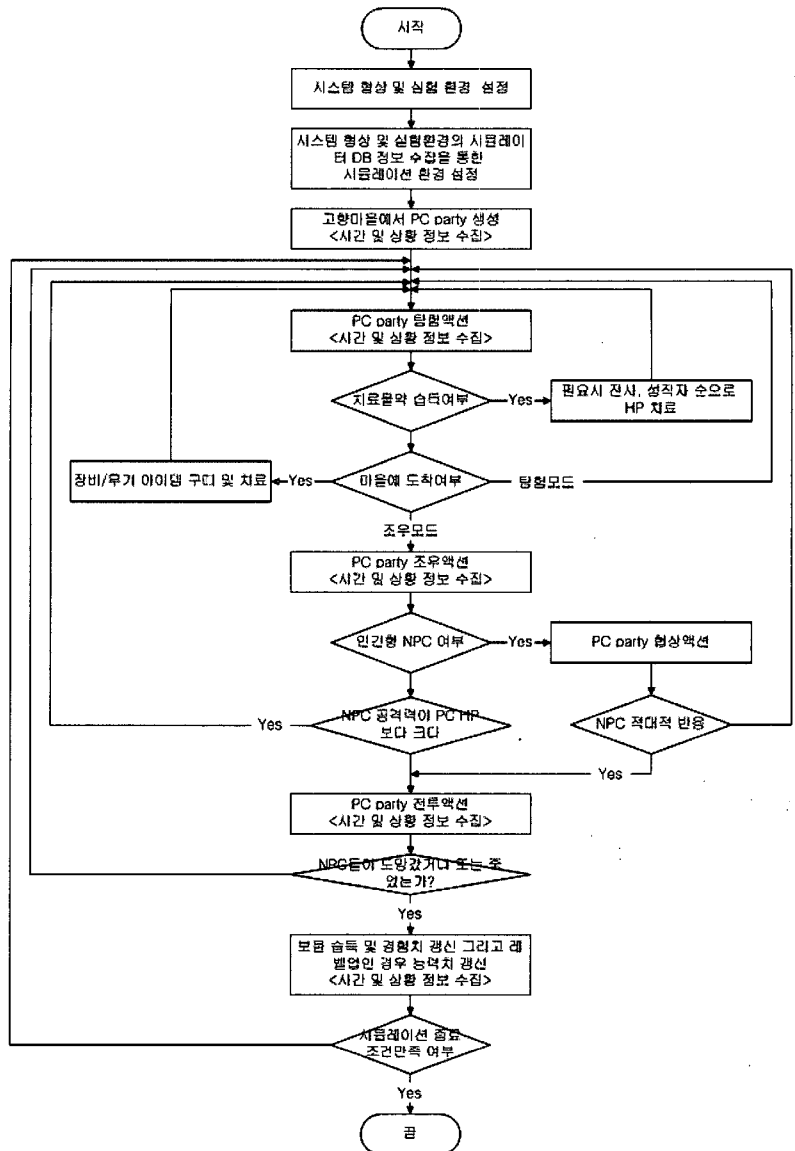 시작
시스템 형상 및 실험 환경 설정
시스템 형상 및 실험환경의 시뮬레이
터 DB 정보 수집을 통한
시뮬레이션 환경 설정
고향마을에서 PC party 생성
<시간 및 상황 정보 수집>
PC party 탐험액션
<시간 및 상황 정보 수집>
치료물약 습득여부
Yes
필요시 전사, 성직자 순으로
HP 치료
장비/무기 아이템 구매 및 치료
Yes
마을에 도착여부
탐험모드
조우모드
PC party 조우액션
<시간 및 상황 정보 수집>
인간형 NPC 여부
Yes
PC party 협상액션
Yes
NPC 공격력이 PC HP
보다 크다
NPC 적대적 반응
Yes
PC party 전투액션
<시간 및 상황 정보 수집>
NPC들이 도망갔거나 또는 죽
었는가?
Yes
보물 습득 및 경험치 갱신 그리고 레
벨업인 경우 능력치 갱신
<시간 및 상황 정보 수집>
시뮬레이션 종료
조건만족 여부
Yes
끝